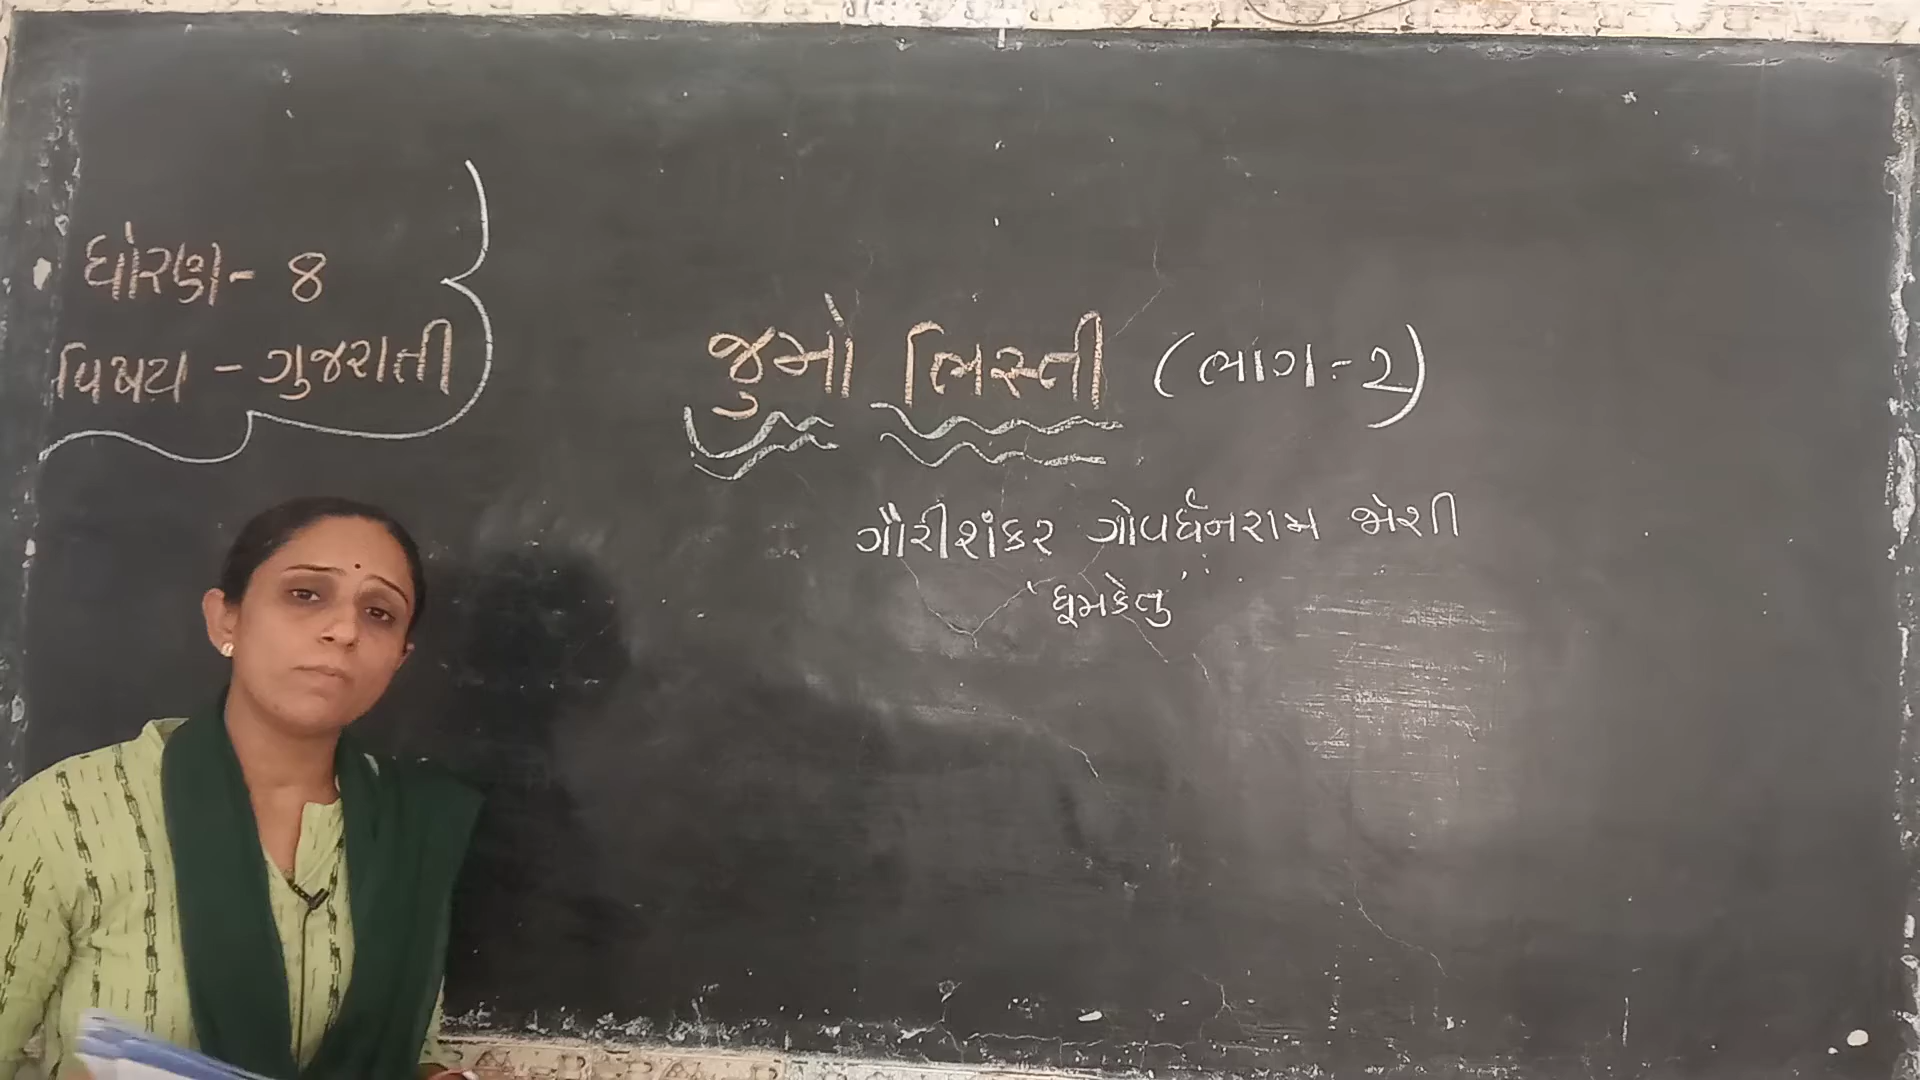 ધોરણ - 8
વિષય - ગુજરાતી
જુમો ભિસ્તી (ભાગ - ૨)
ગૌરીશંકર ગોવર્ધનરામ જોશી
'ધૂમકેતુ'